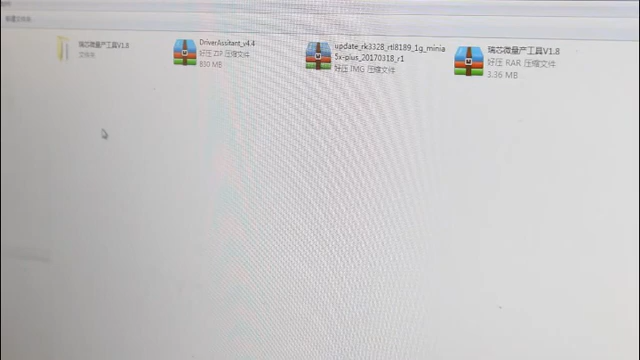 瑞芯微量产工具V1.8
文件夹
DriverAssitant_v4.4
好压 ZIP 压缩文件
update_rk3328_rtl8189_1g_minia
5x-plus_20170318_r1
好压 IMG 压缩文件
瑞芯微量产工具V1.8
好压 RAR 压缩文件
3.36 MB